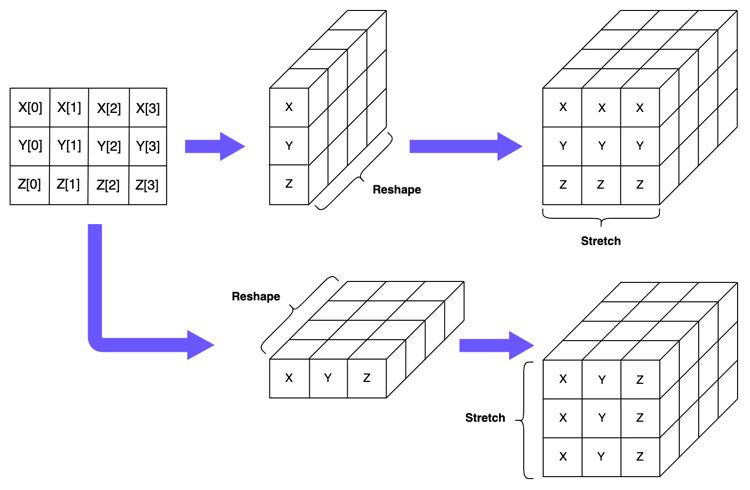 X[0] X[1] X[2] X[3]
Y[0] Y[1] Y[2] Y[3]
Z[0] Z[1] Z[2] Z[3]
X
Y
Z
Reshape
X X X
Y Y Y
Z Z Z
Stretch
Reshape
X Y Z
Stretch
X Y Z
X Y Z
X Y Z